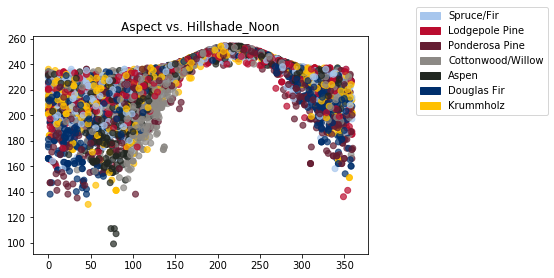 Aspect vs. Hillshade_Noon
260
240
220
200
180
160
140
120
100
0 50 100 150 200 250 300 350
Spruce/Fir
Lodgepole Pine
Ponderosa Pine
Cottonwood/Willow
Aspen
Douglas Fir
Krummholz